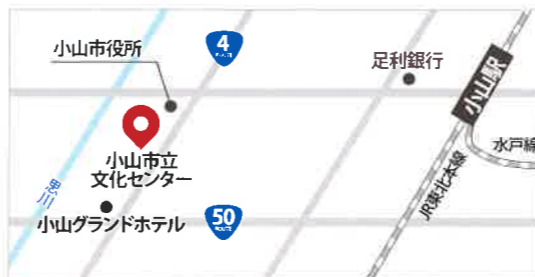 小山市役所
4
ROUTE
足利銀行
小山駅
水戸線
JR東北本線
小山市立
文化センター
思川
小山グランドホテル
50
ROUTE